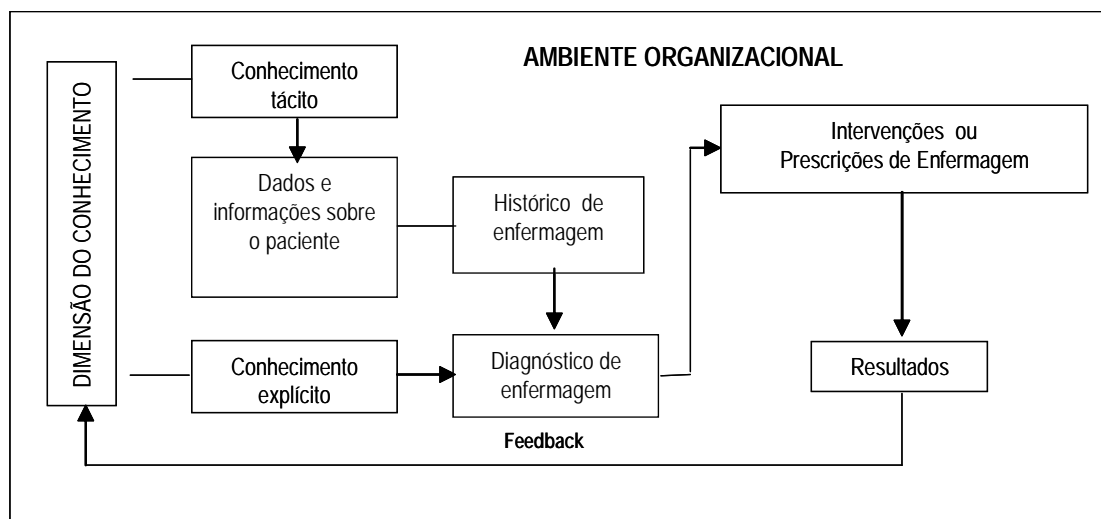 AMBIENTE ORGANIZACIONAL
DIMENSÃO DO CONHECIMENTO
Conhecimento
tácito
Dados e
informações sobre
o paciente
Histórico de
enfermagem
Conhecimento
explícito
Diagnóstico de
enfermagem
Intervenções ou
Prescrições de Enfermagem
Resultados
Feedback